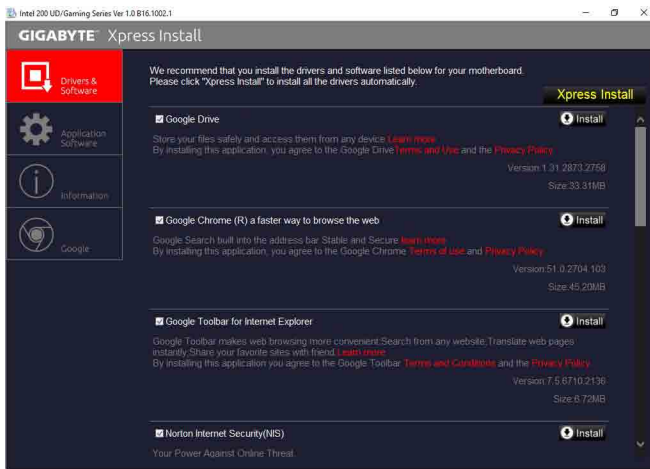 Intel 200 UD/Gaming Series Ver 1.0 B16.1002.1
GIGABYTE™ Xpress Install
Drivers &
Software
Application
Software
Information
Google
We recommend that you install the drivers and software listed below for your motherboard.
Please click "Xpress Install" to install all the drivers automatically.
Xpress Install
Google Drive
Install
Store your files safely and access them from any device Learn more
By installing this application, you agree to the Google Drive Terms and Use and the Privacy Policy
Version:1.31.2873.2758
Size:33.31MB
Google Chrome (R) a faster way to browse the web
Install
Google Search built into the address bar Stable and Secure learn more
By installing this application, you agree to the Google Chrome Terms of use and Privacy Policy
Version:51.0.2704.103
Size:45.20MB
Google Toolbar for Internet Explorer
Install
Google Toolbar makes web browsing more convenient;Search from any website;Translate web pages
instantly;Share your favorite sites with friend.Learn more
By installing this application you agree to the Google Toolbar Terms and Conditions and the Privacy Policy
Version:7.5.6710.2136
Size:6.72MB
Norton Internet Security(NIS)
Install
Your Power Against Online Threat.